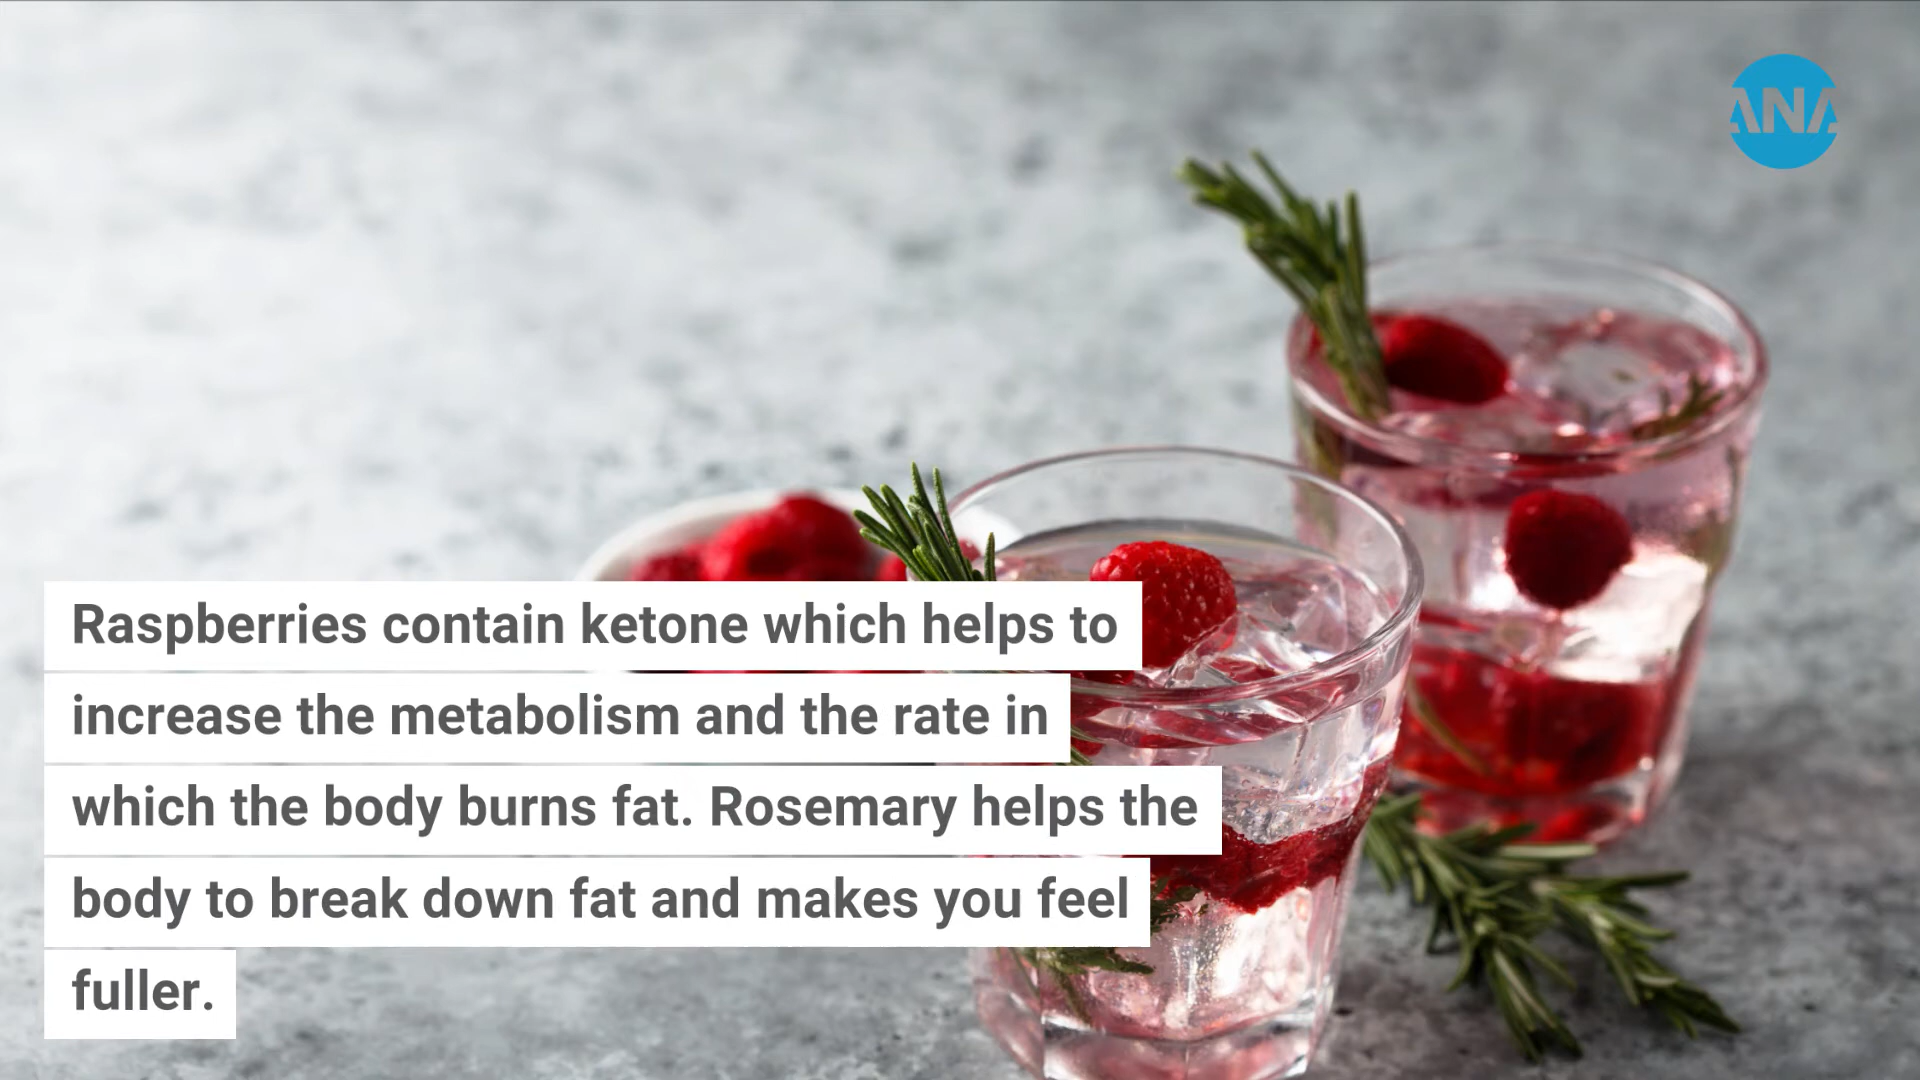 ANA
Raspberries contain ketone which helps to
increase the metabolism and the rate in
which the body burns fat. Rosemary helps the
body to break down fat and makes you feel
fuller.